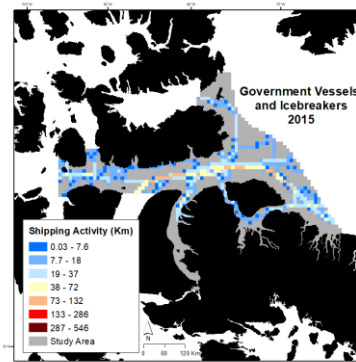 Government Vessels
and Icebreakers
2015
Shipping Activity (Km)
0.03 - 7.6
7.7 - 18
19 - 37
38 - 72
73 - 132
133 - 286
287 - 546
Study Area
N
0
60
120 Km